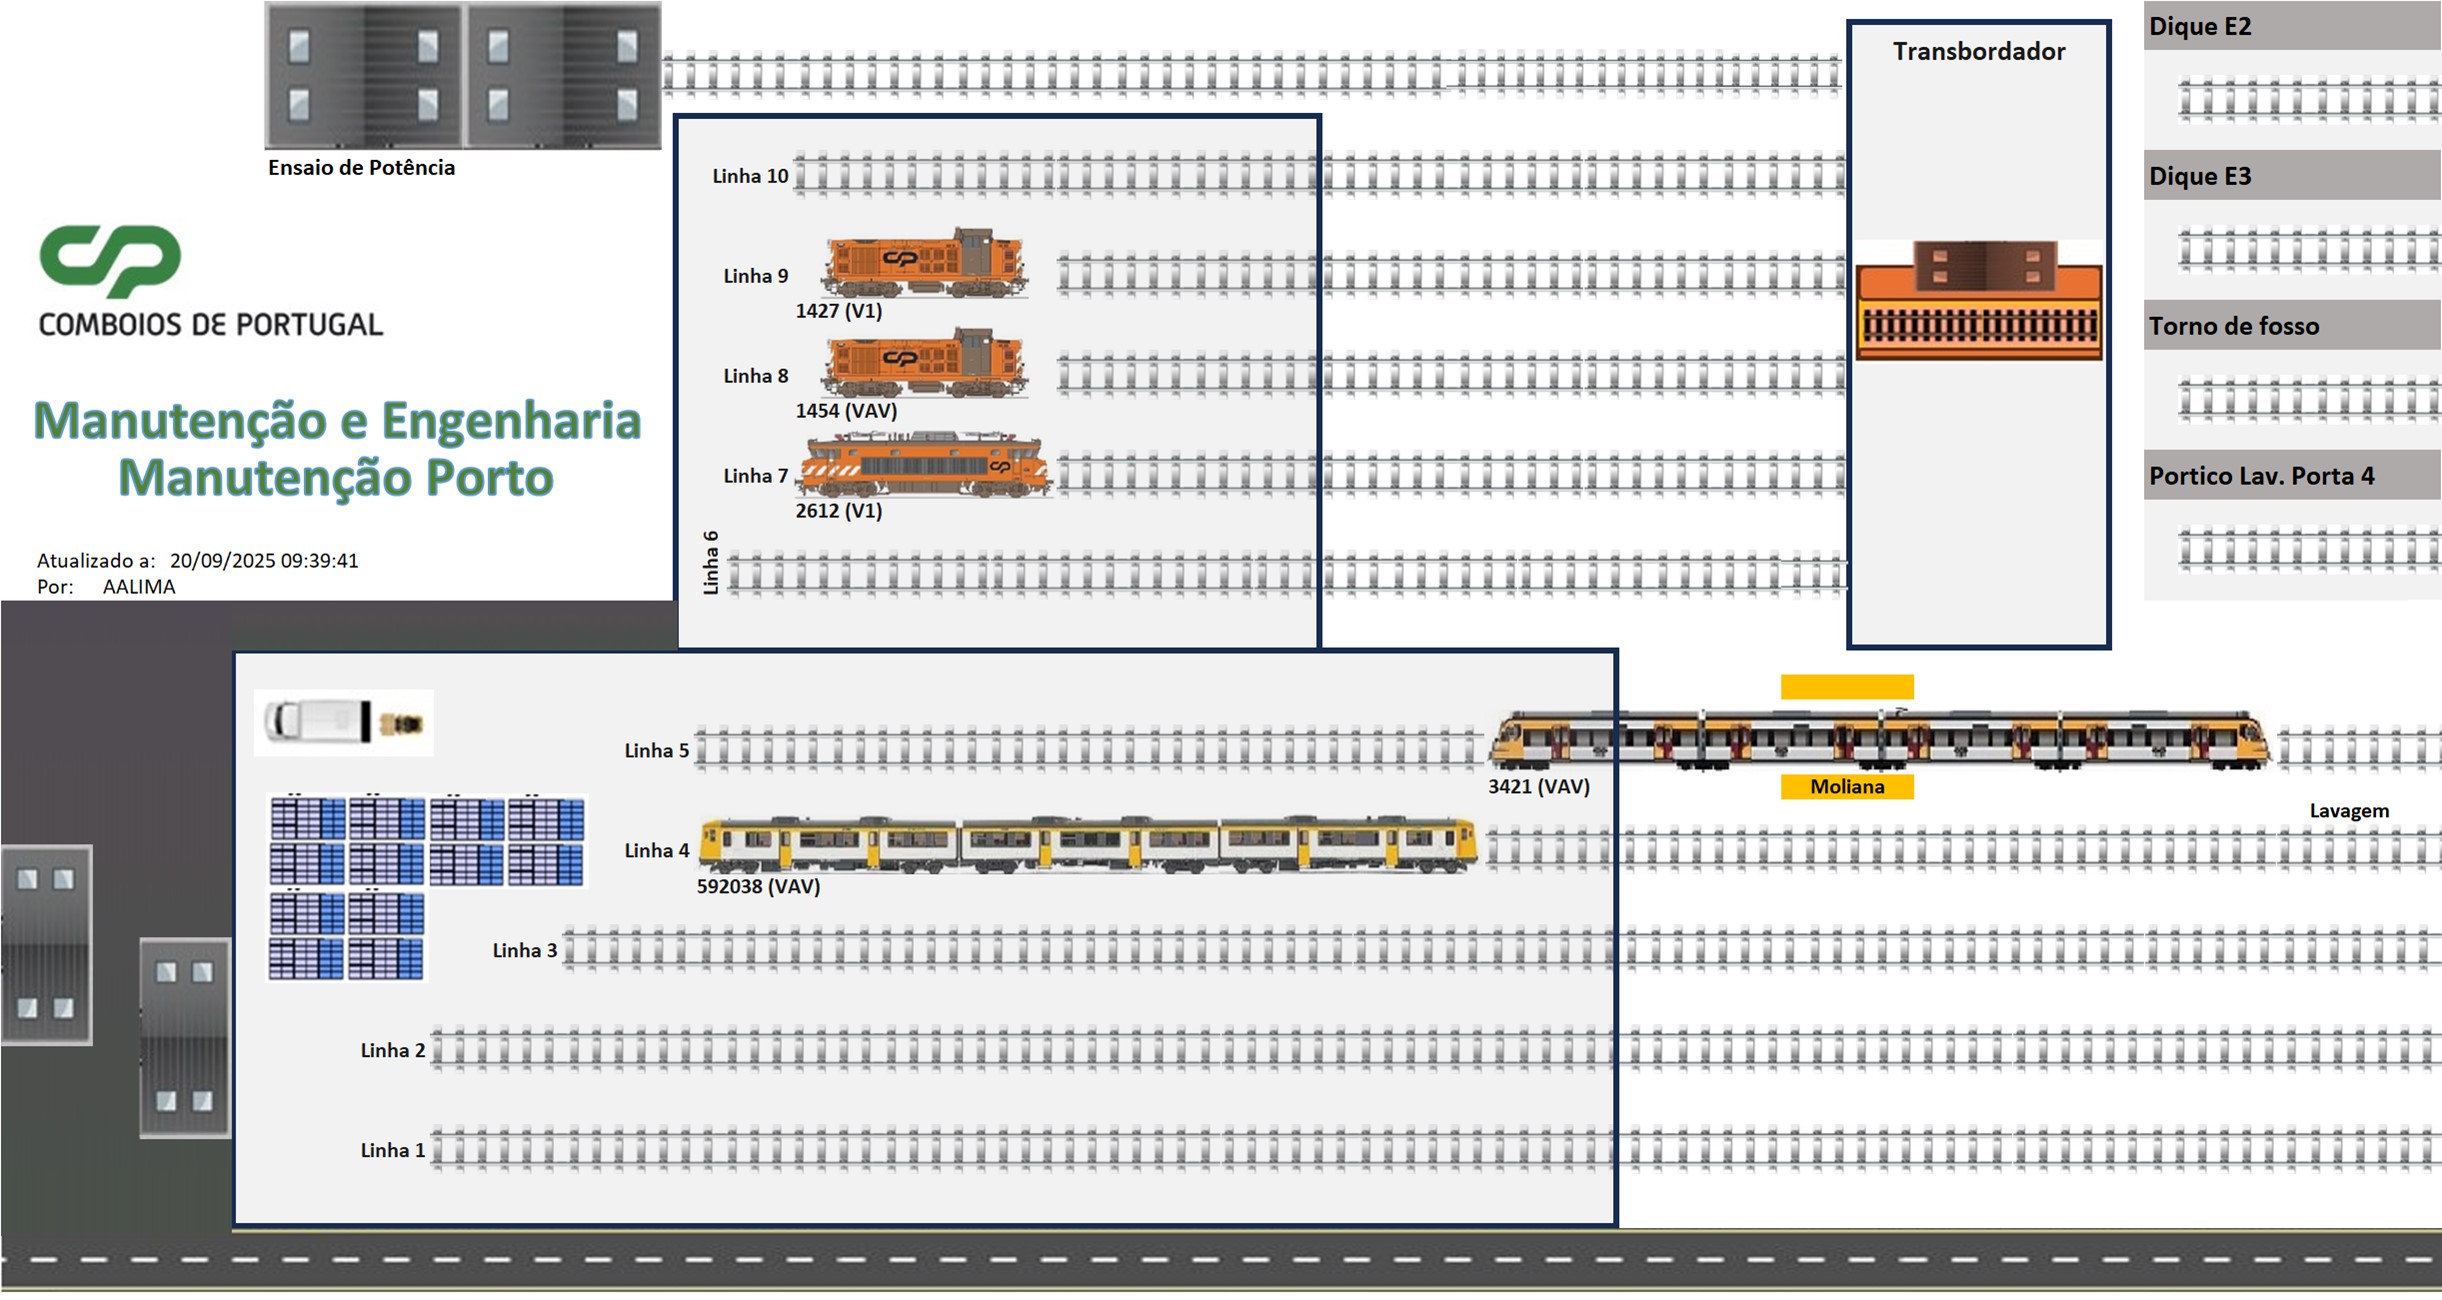 Ensaio de Potência
COMBOIOS DE PORTUGAL
Manutenção e Engenharia
Manutenção Porto
Atualizado a: 20/09/2025 09:39:41
Por: AALIMA
Linha 10
Linha 9
1427 (V1)
Linha 8
1454 (VAV)
Linha 7
2612 (V1)
Linha 6
Transbordador
Dique E2
Dique E3
Torno de fosso
Portico Lav. Porta 4
Linha 5
3421 (VAV)
Moliana
Lavagem
Linha 4
592038 (VAV)
Linha 3
Linha 2
Linha 1